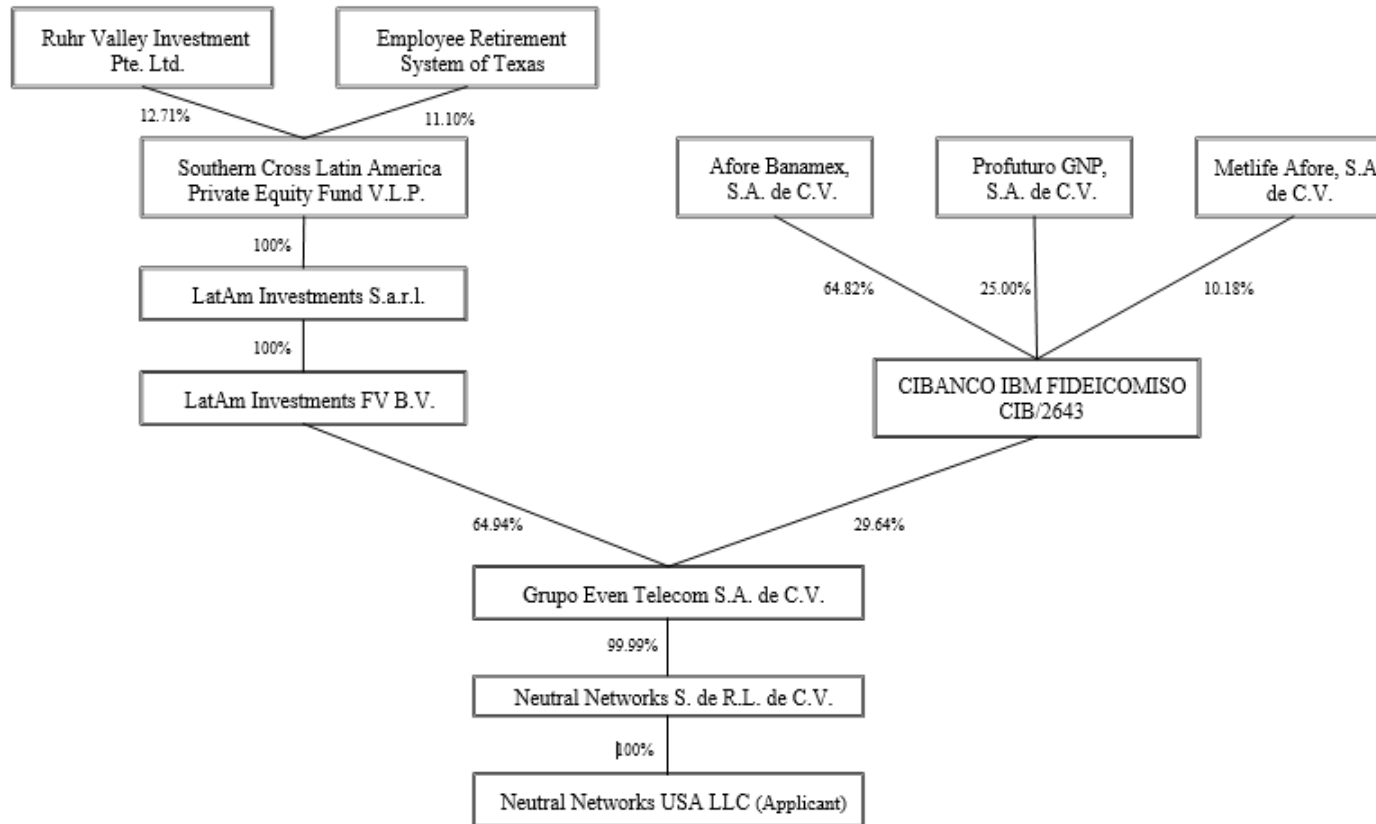 Ruhr Valley Investment
Pte. Ltd.
Employee Retirement
System of Texas
12.71%
11.10%
Southern Cross Latin America
Private Equity Fund V.L.P.
Afore Banamex,
S.A. de C.V.
Profuturo GNP,
S.A. de C.V.
Metlife Afore, S.A
de C.V.
100%
LatAm Investments S.a.r.l.
64.82%
25.00%
10.18%
100%
LatAm Investments FV B.V.
CIBANCO IBM FIDEICOMISO
CIB/2643
64.94%
29.64%
Grupo Even Telecom S.A. de C.V.
99.99%
Neutral Networks S. de R.L. de C.V.
100%
Neutral Networks USA LLC (Applicant)